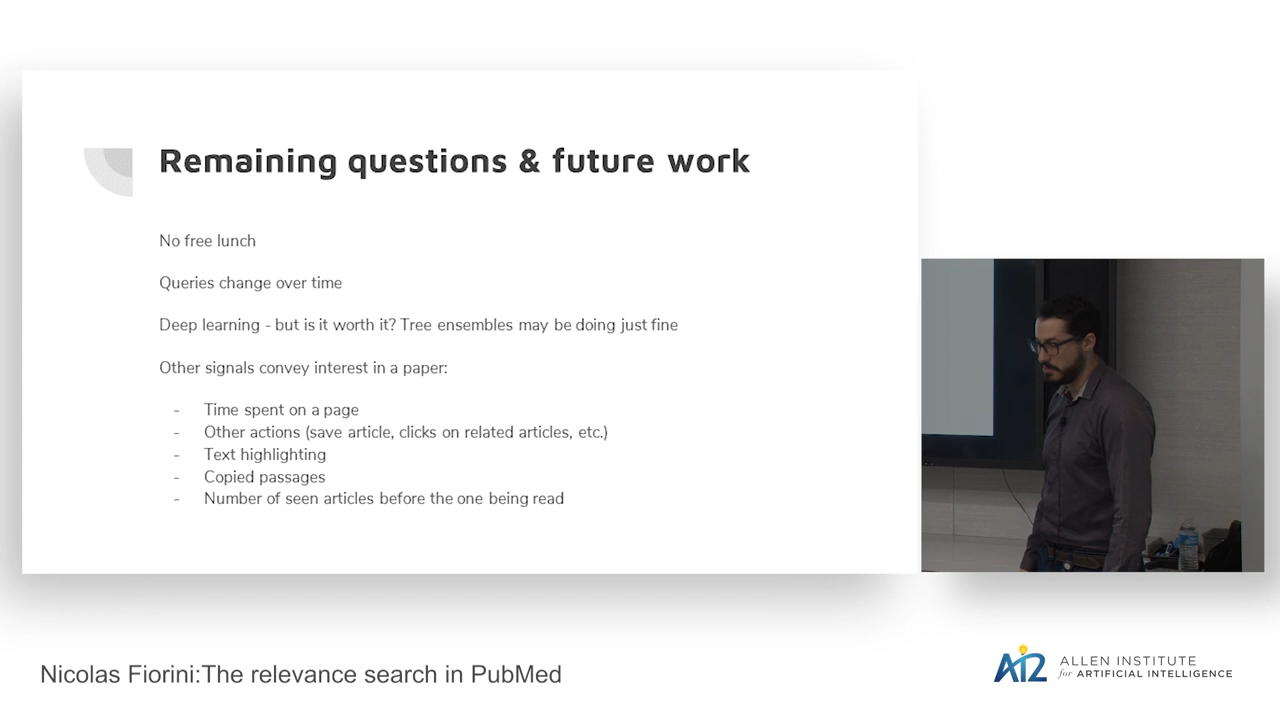 Remaining questions & future work
No free lunch
Queries change over time
Deep learning - but is it worth it? Tree ensembles may be doing just fine
Other signals convey interest in a paper:
- Time spent on a page
- Other actions (save article, clicks on related articles, etc.)
- Text highlighting
- Copied passages
- Number of seen articles before the one being read
Nicolas Fiorini:The relevance search in PubMed
AI2 ALLEN INSTITUTE
for ARTIFICIAL INTELLIGENCE